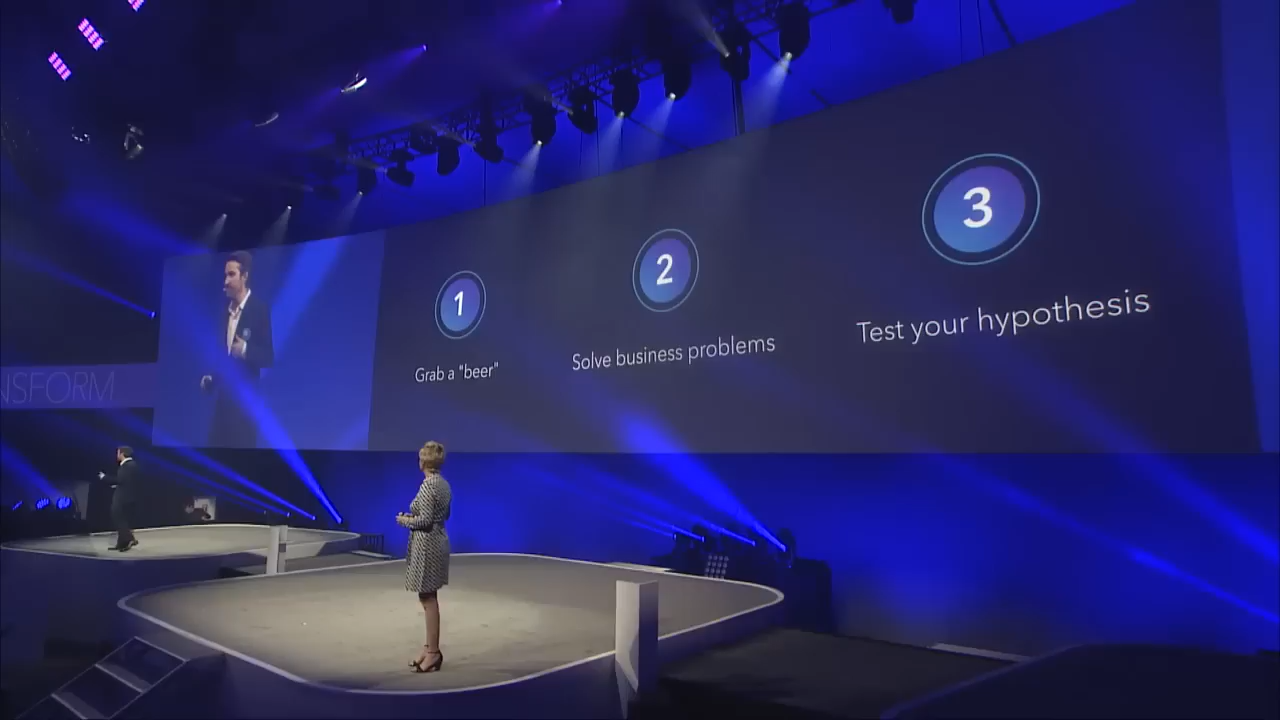 1
Grab a "beer"
2
Solve business problems
3
Test your hypothesis
NSFORM